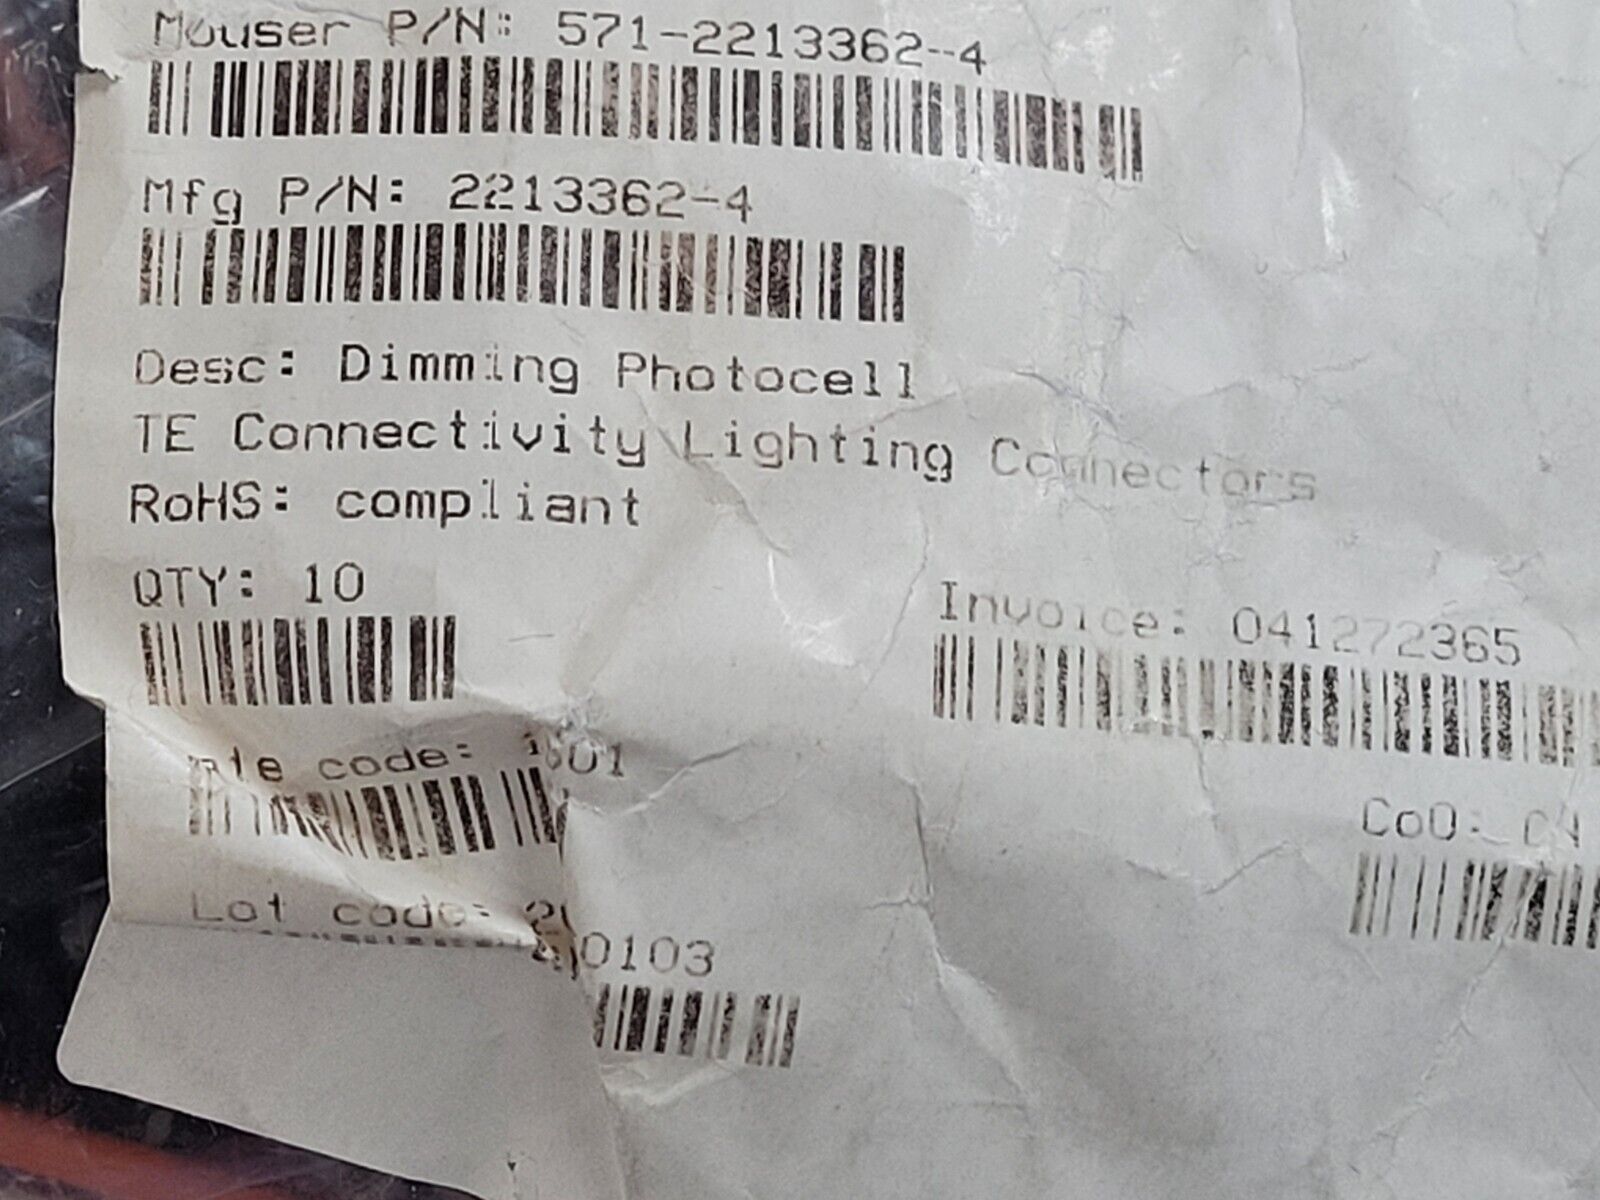 Mouser P/N: 571-2213362-4
Mfg P/N: 2213362-4
Desc: Dimming Photocell
TE Connectivity Lighting Connectors
RoHS: compliant
QTY: 10
Invoice: 041272365
code:
CoO:
Lot code: